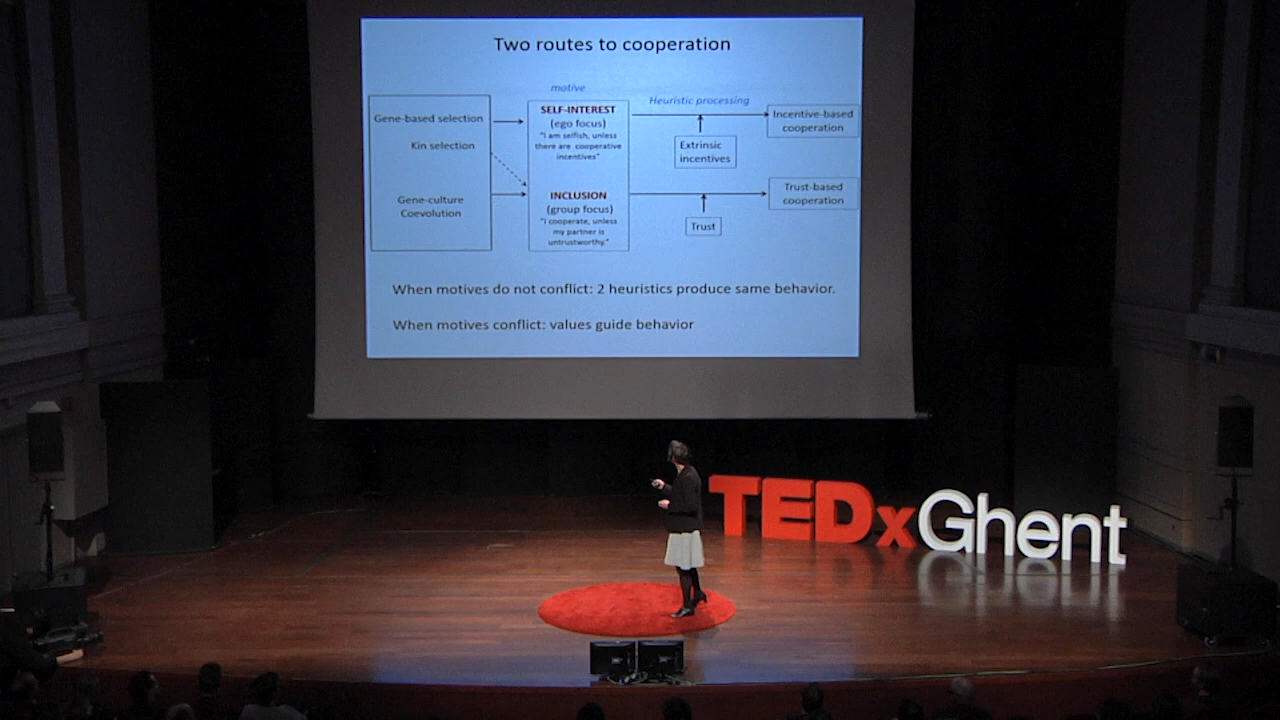 Two routes to cooperation
motive
Heuristic processing
Gene-based selection
Kin selection
Gene-culture
Coevolution
SELF-INTEREST
(ego focus)
"I am selfish, unless
there are cooperative
incentives"
INCLUSION
(group focus)
"I cooperate, unless
my partner is
untrustworthy."
Extrinsic
incentives
Trust
Incentive-based
cooperation
Trust-based
cooperation
When motives do not conflict: 2 heuristics produce same behavior.
When motives conflict: values guide behavior
TEDxGhent